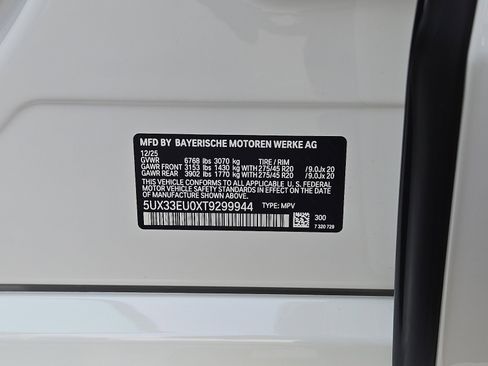 MFD BY BAYERISCHE MOTOREN WERKE AG
12/25
GVWR 6768 lbs 3070 kg TIRE / RIM
GAWR FRONT 3153 lbs 1430 kg WITH 275/45 R20 /9.0Jx 20
GAWR REAR 3902 lbs 1770 kg WITH 275/45 R20 /9.0Jx 20
THIS VEHICLE CONFORMS TO ALL APPLICABLE U.S. FEDERAL
MOTOR VEHICLE SAFETY STANDARDS IN EFFECT ON THE DATE OF
MANUFACTURE SHOWN ABOVE.
5UX33EU0XT9299944 TYPE: MPV
300
7 320 729